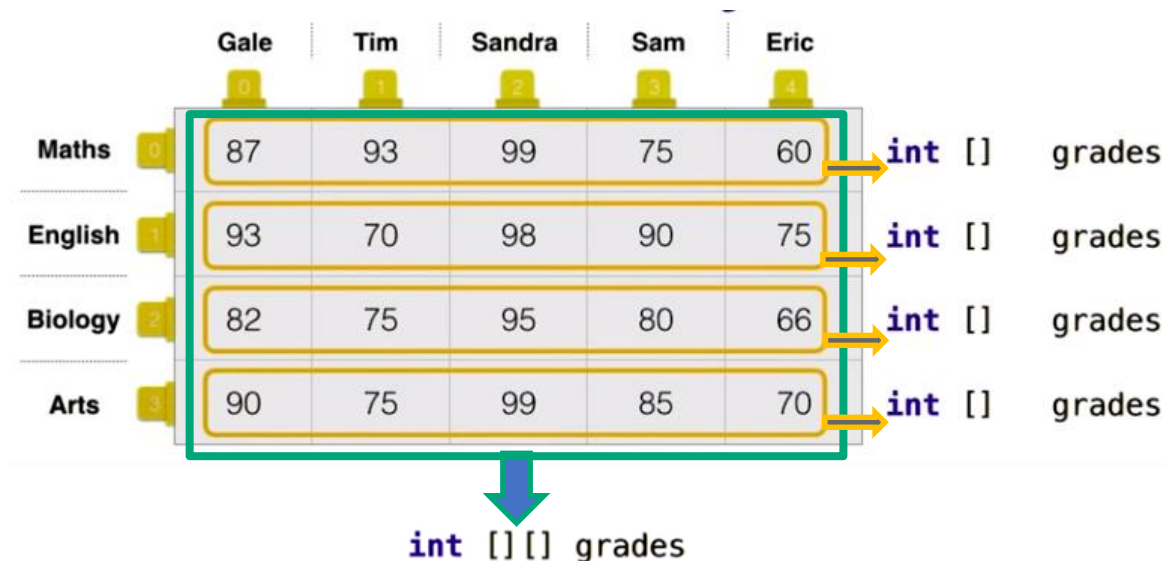 Gale Tim Sandra Sam Eric
0 1 2 3 4
Maths 0 87 93 99 75 60 int [] grades
English 1 93 70 98 90 75 int [] grades
Biology 2 82 75 95 80 66 int [] grades
Arts 3 90 75 99 85 70 int [] grades
int [][] grades